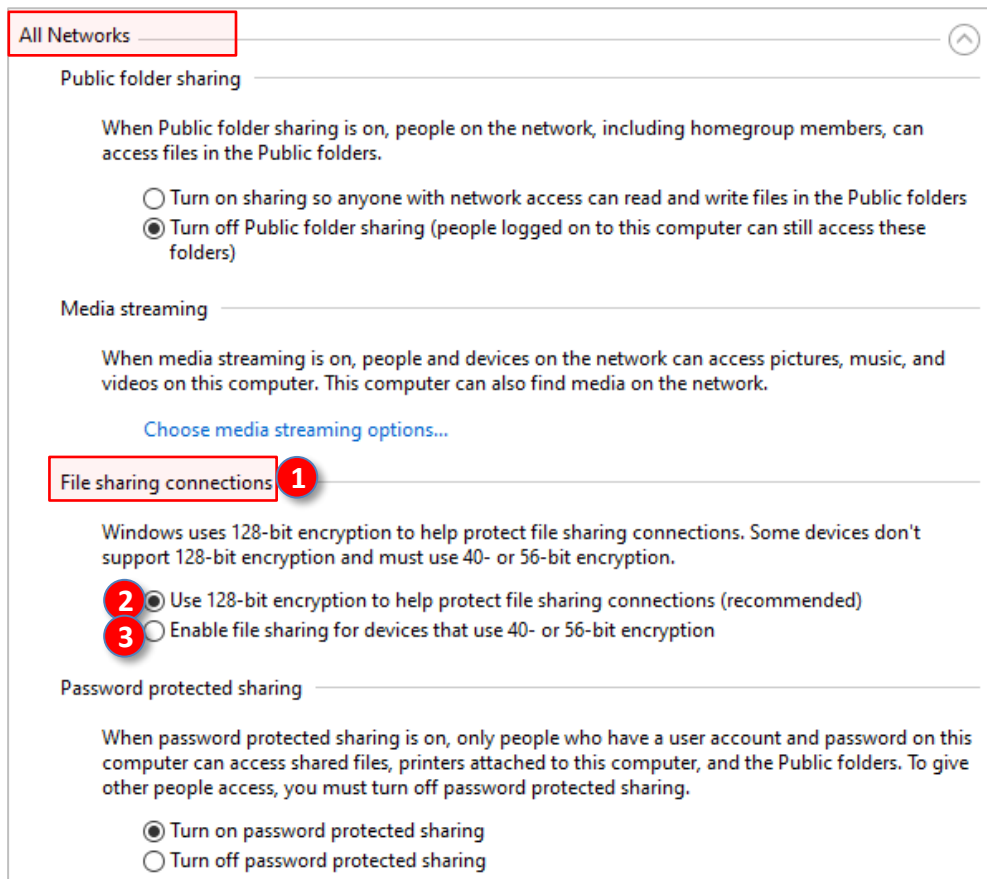 All Networks
Public folder sharing
When Public folder sharing is on, people on the network, including homegroup members, can
access files in the Public folders.
Turn on sharing so anyone with network access can read and write files in the Public folders
Turn off Public folder sharing (people logged on to this computer can still access these
folders)
Media streaming
When media streaming is on, people and devices on the network can access pictures, music, and
videos on this computer. This computer can also find media on the network.
Choose media streaming options...
File sharing connections 1
Windows uses 128-bit encryption to help protect file sharing connections. Some devices don't
support 128-bit encryption and must use 40- or 56-bit encryption.
2 Use 128-bit encryption to help protect file sharing connections (recommended)
3 Enable file sharing for devices that use 40- or 56-bit encryption
Password protected sharing
When password protected sharing is on, only people who have a user account and password on this
computer can access shared files, printers attached to this computer, and the Public folders. To give
other people access, you must turn off password protected sharing.
Turn on password protected sharing
Turn off password protected sharing